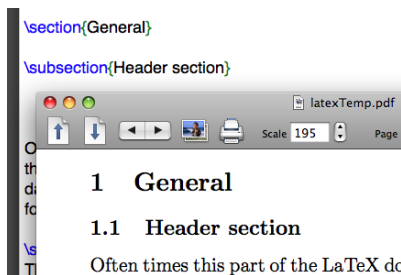 \section{General}
\subsection{Header section}
latexTemp.pdf
Scale 195 Page
1 General
1.1 Header section
Often times this part of the LaTeX do